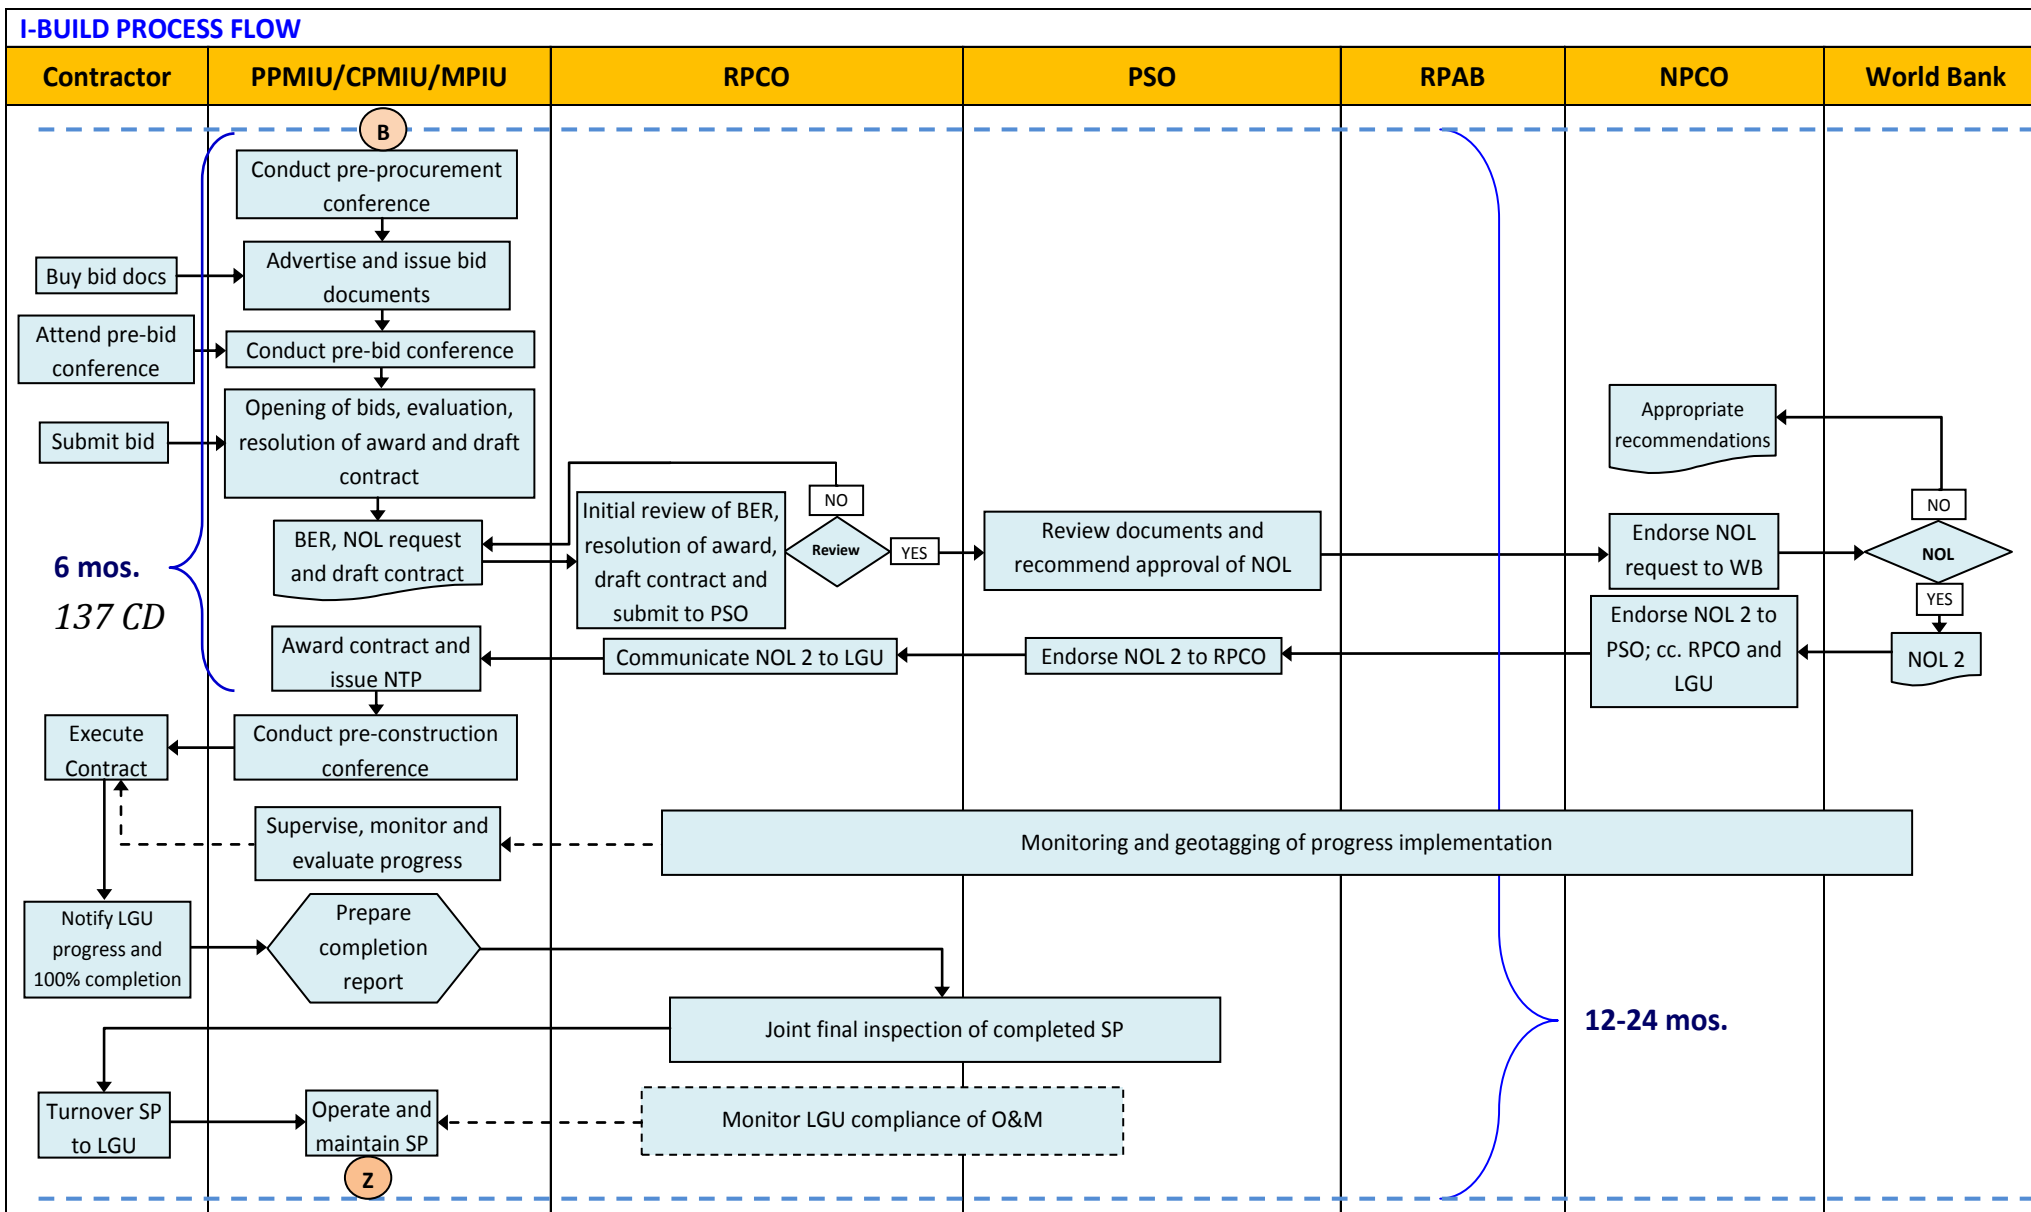 I-BUILD PROCESS FLOW
Contractor
PPMIU/CPMIU/MPIU
RPCO
PSO
RPAB
NPCO
World Bank
B
Conduct pre-procurement
conference
Buy bid docs
Advertise and issue bid
documents
Attend pre-bid
conference
Conduct pre-bid conference
Submit bid
Opening of bids, evaluation,
resolution of award and draft
contract
Appropriate
recommendations
6 mos.
137 CD
BER, NOL request
and draft contract
Initial review of BER,
resolution of award,
draft contract and
submit to PSO
NO
Review
YES
Review documents and
recommend approval of NOL
Endorse NOL
request to WB
NO
NOL
YES
NOL 2
Endorse NOL 2 to
PSO; cc. RPCO and
LGU
Endorse NOL 2 to RPCO
Communicate NOL 2 to LGU
Award contract and
issue NTP
Execute
Contract
Conduct pre-construction
conference
Supervise, monitor and
evaluate progress
Monitoring and geotagging of progress implementation
Notify LGU
progress and
100% completion
Prepare
completion
report
Joint final inspection of completed SP
12-24 mos.
Turnover SP
to LGU
Operate and
maintain SP
Monitor LGU compliance of O&M
Z